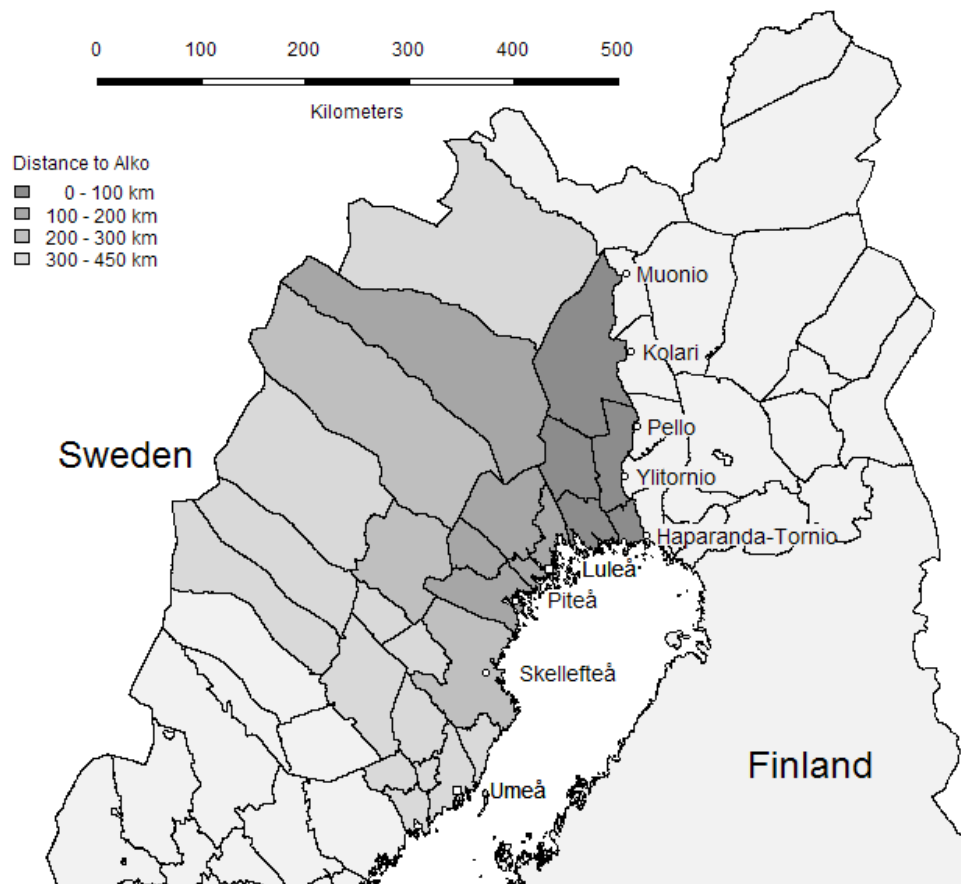 0 100 200 300 400 500
Kilometers
Distance to Alko
0 - 100 km
100 - 200 km
200 - 300 km
300 - 450 km
Muonio
Kolari
Pello
Sweden
Ylitornio
Haparanda-Tornio
Luleå
Piteå
Skellefteå
Finland
Umeå